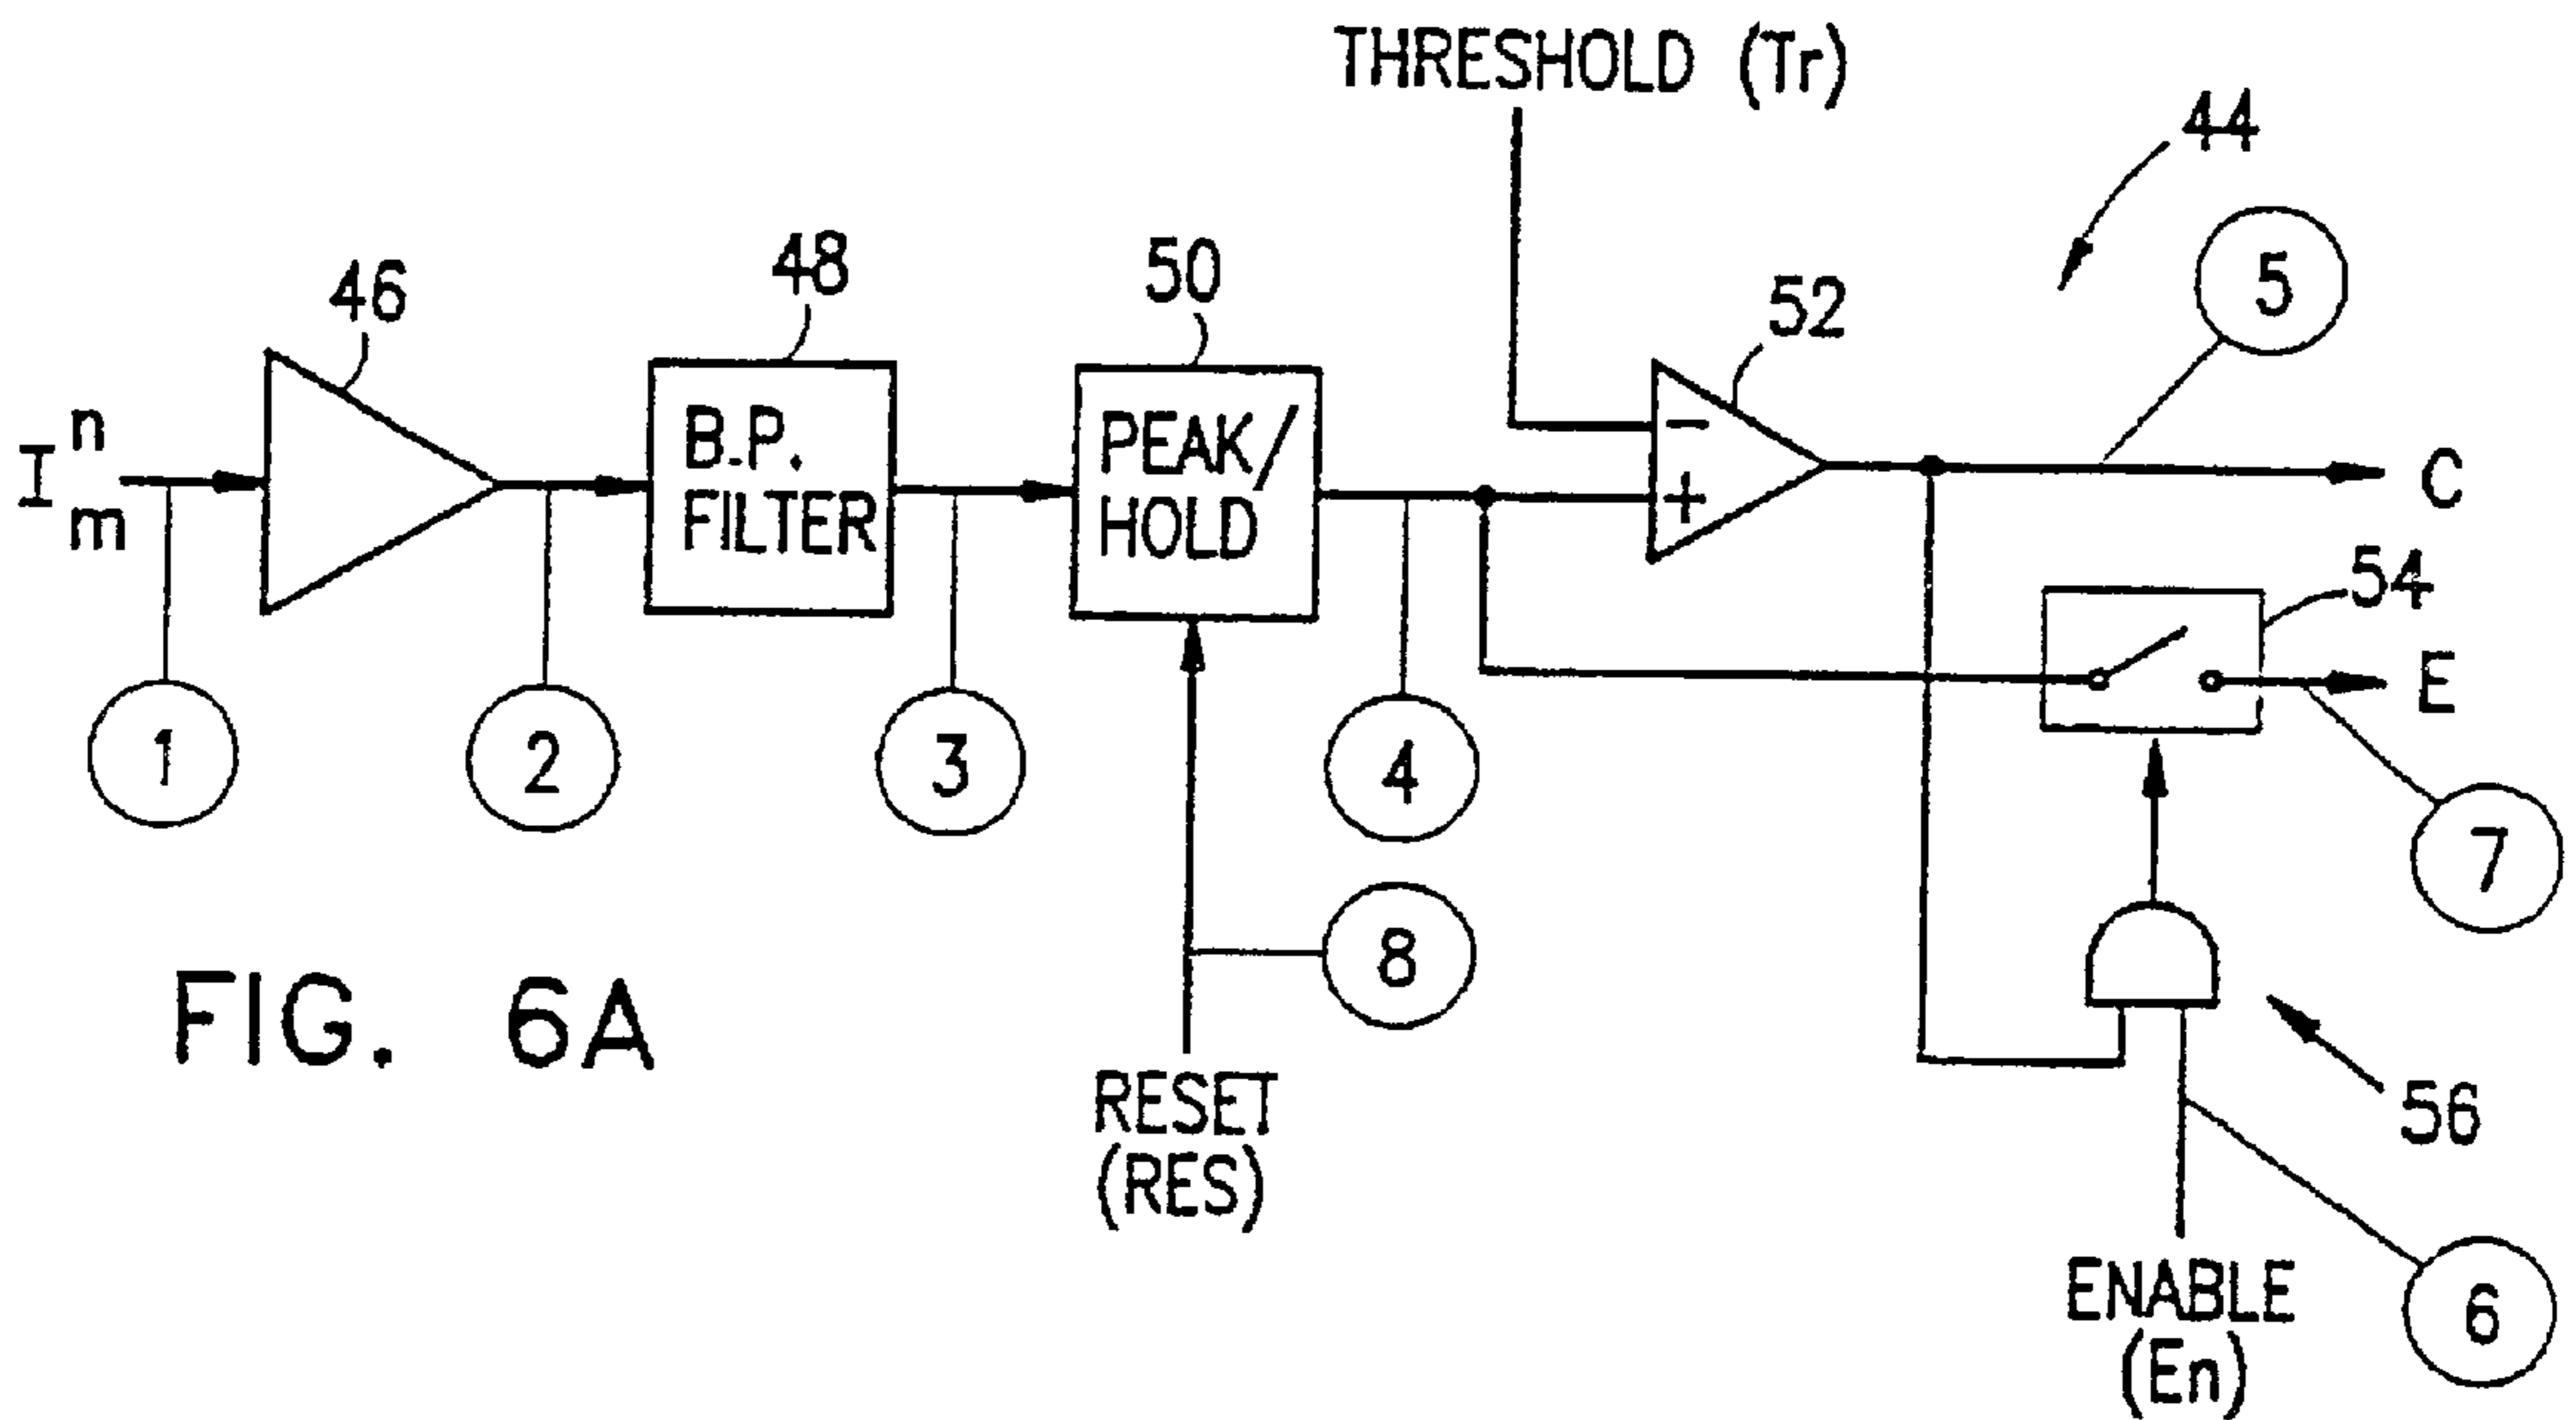 THRESHOLD (Tr)
44
46
48
50
52
5
I n m
B.P.
FILTER
PEAK/
HOLD
−
+
C
54
E
1
2
3
4
7
8
FIG. 6A
RESET
(RES)
56
ENABLE
(En)
6